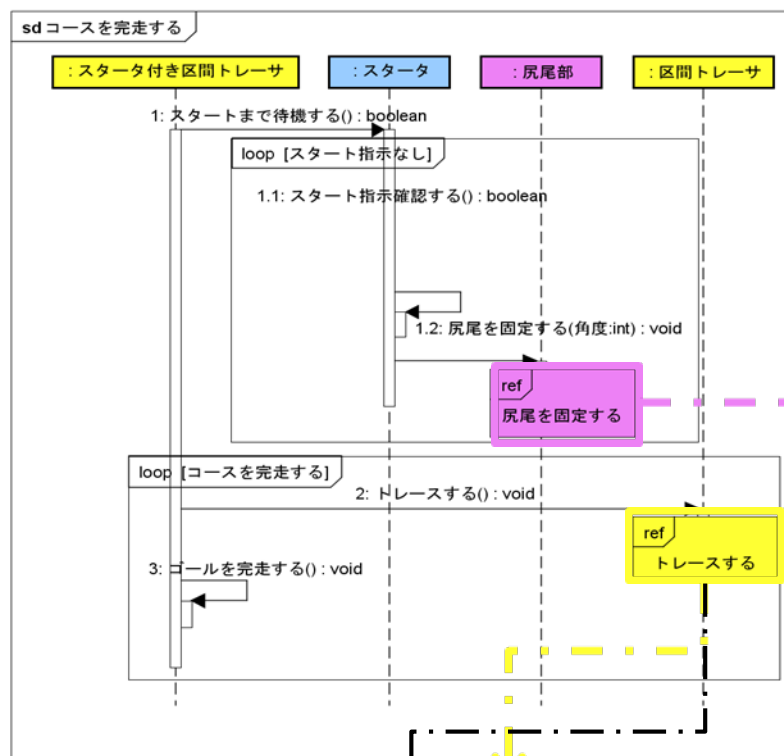 sd コースを完走する
: スタータ付き区間トレーサ
: スタータ
: 尻尾部
: 区間トレーサ
1: スタートまで待機する() : boolean
loop [スタート指示なし]
1.1: スタート指示確認する() : boolean
1.2: 尻尾を固定する(角度:int) : void
ref
尻尾を固定する
loop [コースを完走する]
2: トレースする() : void
ref
トレースする
3: ゴールを完走する() : void